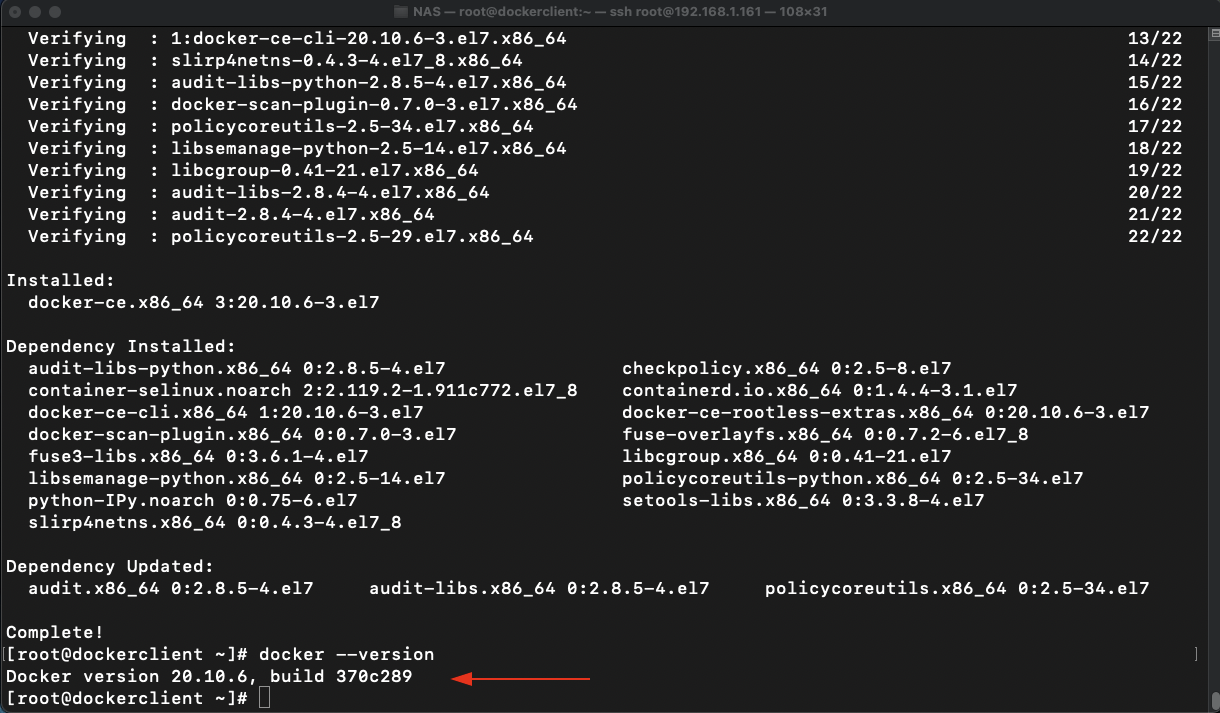 NAS — root@dockerclient:~ — ssh root@192.168.1.161 — 108×31
Verifying  : 1:docker-ce-cli-20.10.6-3.el7.x86_64 13/22
Verifying  : slirp4netns-0.4.3-4.el7_8.x86_64 14/22
Verifying  : audit-libs-python-2.8.5-4.el7.x86_64 15/22
Verifying  : docker-scan-plugin-0.7.0-3.el7.x86_64 16/22
Verifying  : policycoreutils-2.5-34.el7.x86_64 17/22
Verifying  : libsemanage-python-2.5-14.el7.x86_64 18/22
Verifying  : libcgroup-0.41-21.el7.x86_64 19/22
Verifying  : audit-libs-2.8.4-4.el7.x86_64 20/22
Verifying  : audit-2.8.4-4.el7.x86_64 21/22
Verifying  : policycoreutils-2.5-29.el7.x86_64 22/22
Installed:
docker-ce.x86_64 3:20.10.6-3.el7
Dependency Installed:
audit-libs-python.x86_64 0:2.8.5-4.el7 checkpolicy.x86_64 0:2.5-8.el7
container-selinux.noarch 2:2.119.2-1.911c772.el7_8 containerd.io.x86_64 0:1.4.4-3.1.el7
docker-ce-cli.x86_64 1:20.10.6-3.el7 docker-ce-rootless-extras.x86_64 0:20.10.6-3.el7
docker-scan-plugin.x86_64 0:0.7.0-3.el7 fuse-overlayfs.x86_64 0:0.7.2-6.el7_8
fuse3-libs.x86_64 0:3.6.1-4.el7 libcgroup.x86_64 0:0.41-21.el7
libsemanage-python.x86_64 0:2.5-14.el7 policycoreutils-python.x86_64 0:2.5-34.el7
python-IPy.noarch 0:0.75-6.el7 setools-libs.x86_64 0:3.3.8-4.el7
slirp4netns.x86_64 0:0.4.3-4.el7_8
Dependency Updated:
audit.x86_64 0:2.8.5-4.el7 audit-libs.x86_64 0:2.8.5-4.el7 policycoreutils.x86_64 0:2.5-34.el7
Complete!
[[root@dockerclient ~]# docker --version ]
Docker version 20.10.6, build 370c289
[root@dockerclient ~]#